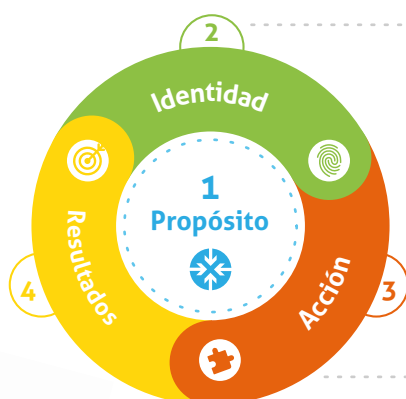 2
Identidad
1
Propósito
Resultados
4
Acción
3